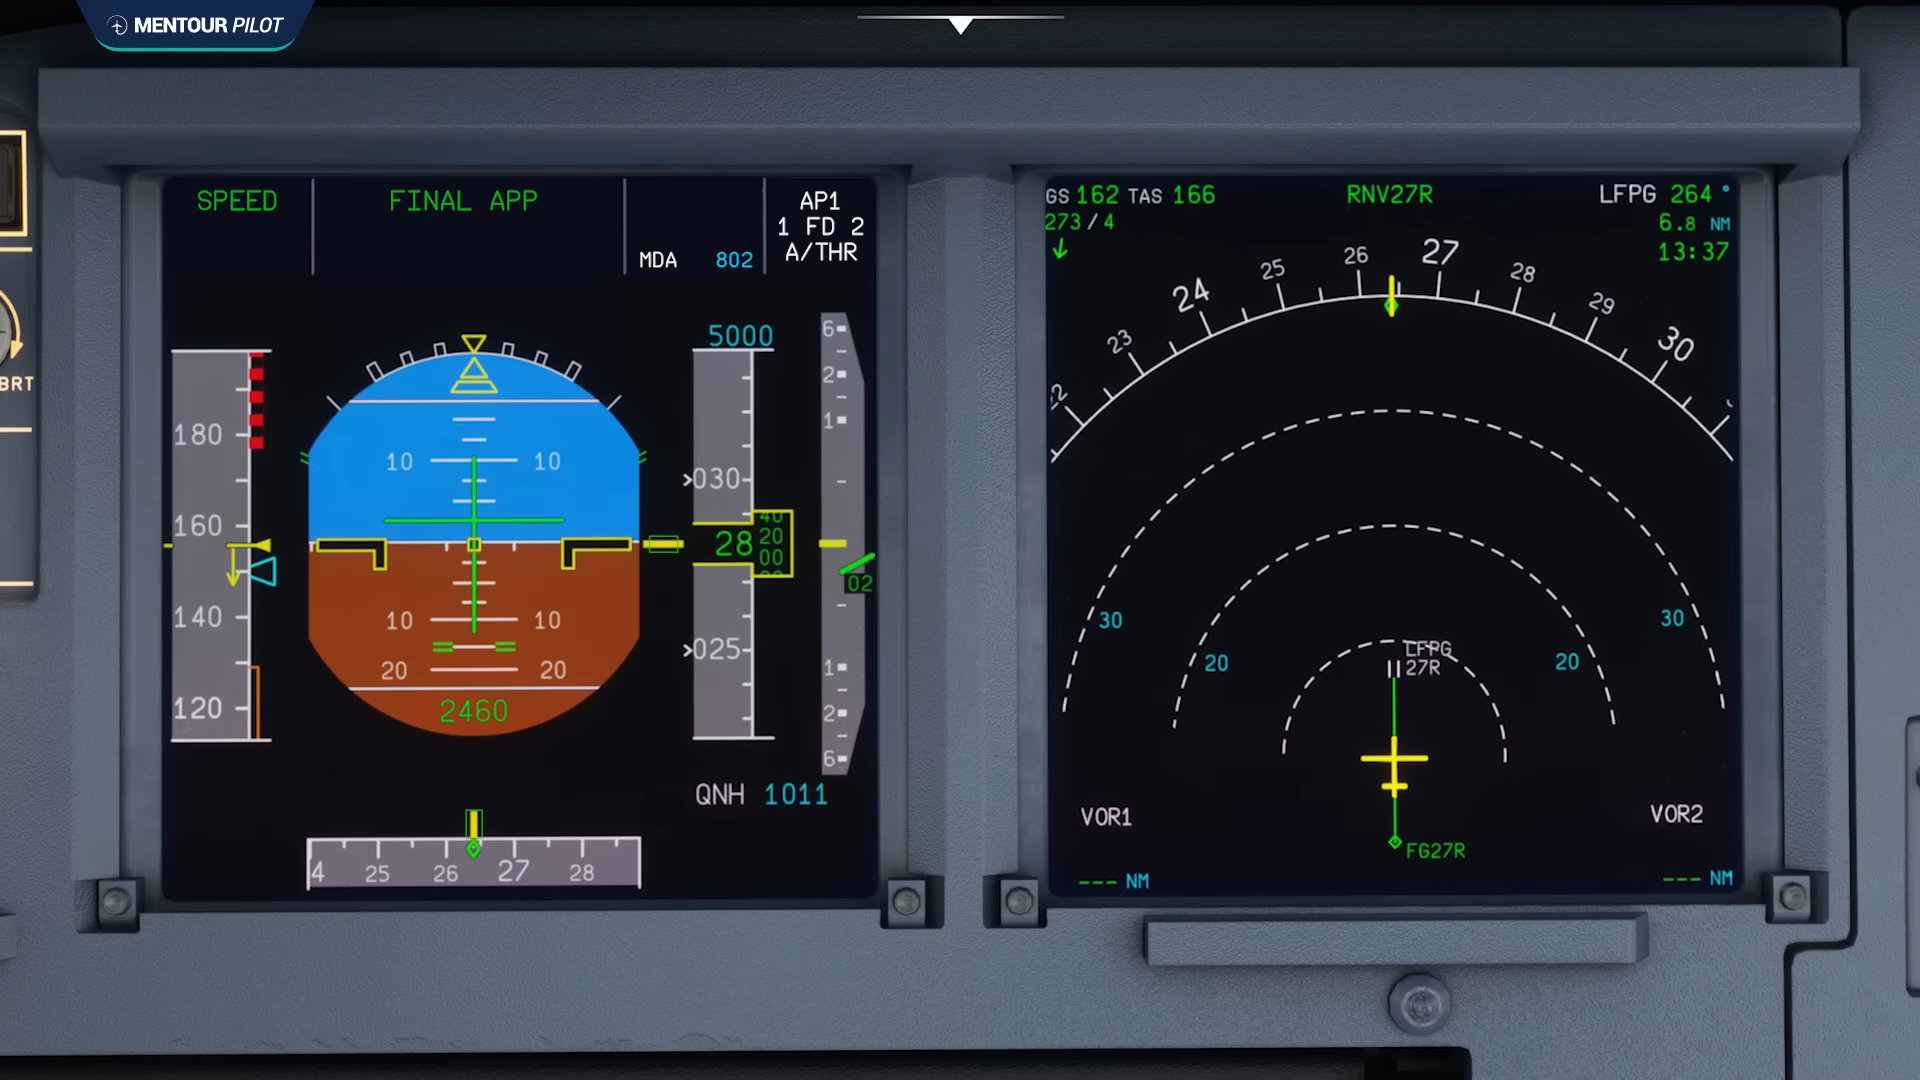 MENTOUR PILOT
BRT
SPEED
FINAL APP
AP1
1 FD 2
A/THR
MDA 802
5000
6
2
1
180
160
140
120
10 10
10 10
20 20
2460
030
28
40
20
00
025
02
1
2
6
QNH 1011
4 25 26 27 28
GS 162 TAS 166
273/4
RNV27R
LFPG 264°
6.8 NM
13:37
23 24 25 26 27 28 29 30
30 30
20 20
LFPG
27R
VOR1
VOR2
FG27R
--- NM
--- NM